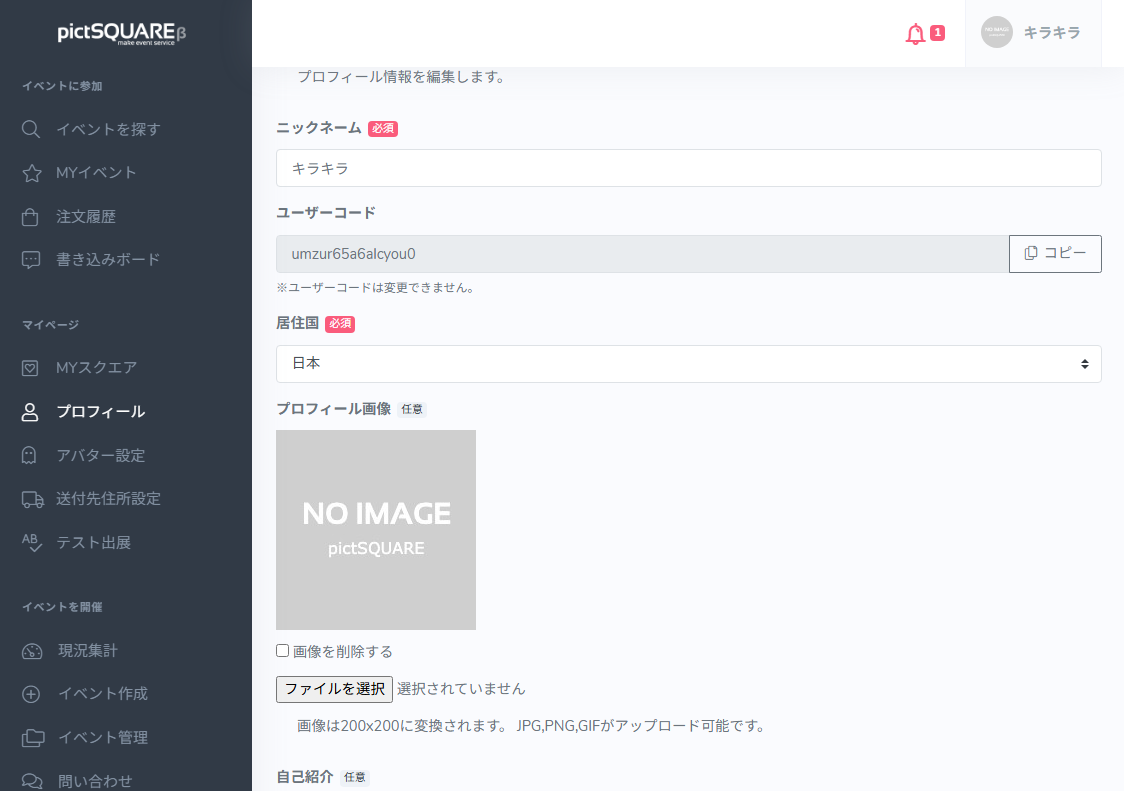 pictSQUAREβ
make event service
1
NO IMAGE
キラキラ
イベントに参加
イベントを探す
MYイベント
注文履歴
書き込みボード
マイページ
MYスクエア
プロフィール
アバター設定
送付先住所設定
AB
テスト出展
イベントを開催
現況集計
イベント作成
イベント管理
問い合わせ
プロフィール情報を編集します。
ニックネーム 必須
キラキラ
ユーザーコード
umzur65a6alcyou0
コピー
※ユーザーコードは変更できません。
居住国 必須
日本
プロフィール画像 任意
NO IMAGE
pictSQUARE
画像を削除する
ファイルを選択 選択されていません
画像は200x200に変換されます。 JPG,PNG,GIFがアップロード可能です。
自己紹介 任意